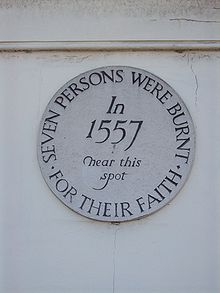 SEVEN PERSONS WERE BURNT
In
1557
near this
spot
· FOR THEIR FAITH ·